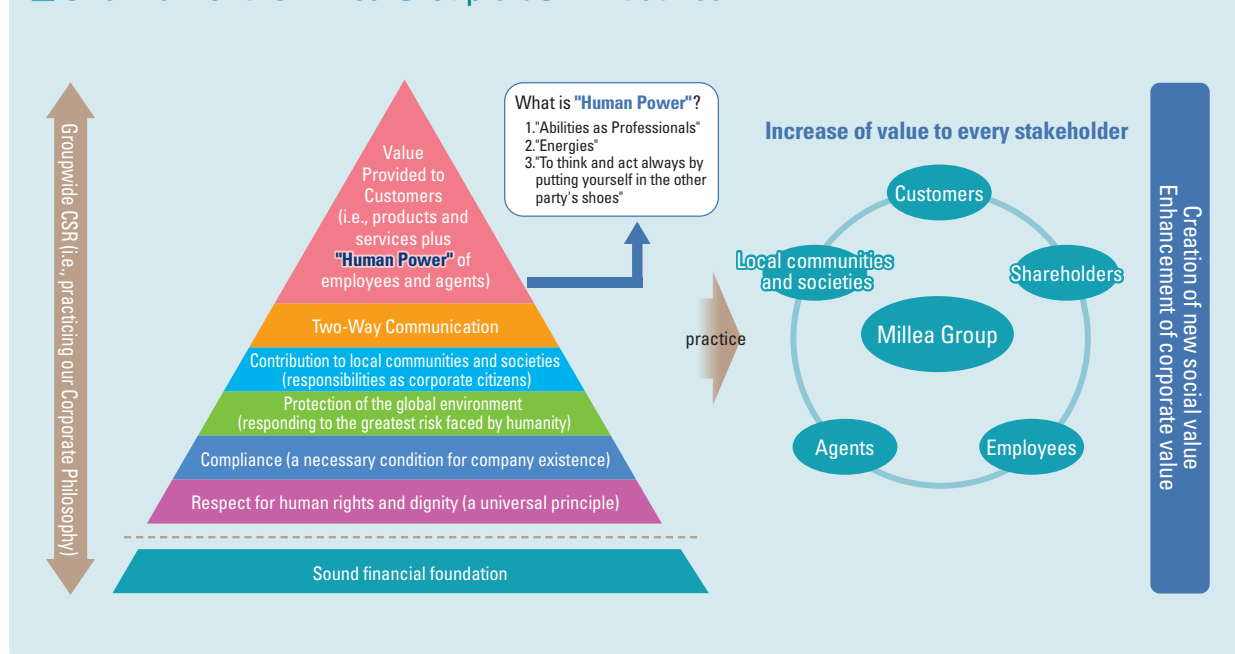 Groupwide CSR (i.e., practicing our Corporate Philosophy)
Value
Provided to
Customers
(i.e., products and
services plus
"Human Power" of
employees and agents)
Two-Way Communication
Contribution to local communities and societies
(responsibilities as corporate citizens)
Protection of the global environment
(responding to the greatest risk faced by humanity)
Compliance (a necessary condition for company existence)
Respect for human rights and dignity (a universal principle)
Sound financial foundation
What is "Human Power"?
1."Abilities as Professionals"
2."Energies"
3."To think and act always by
putting yourself in the other
party's shoes"
practice
Increase of value to every stakeholder
Customers
Local communities
and societies
Shareholders
Millea Group
Agents
Employees
Creation of new social value
Enhancement of corporate value